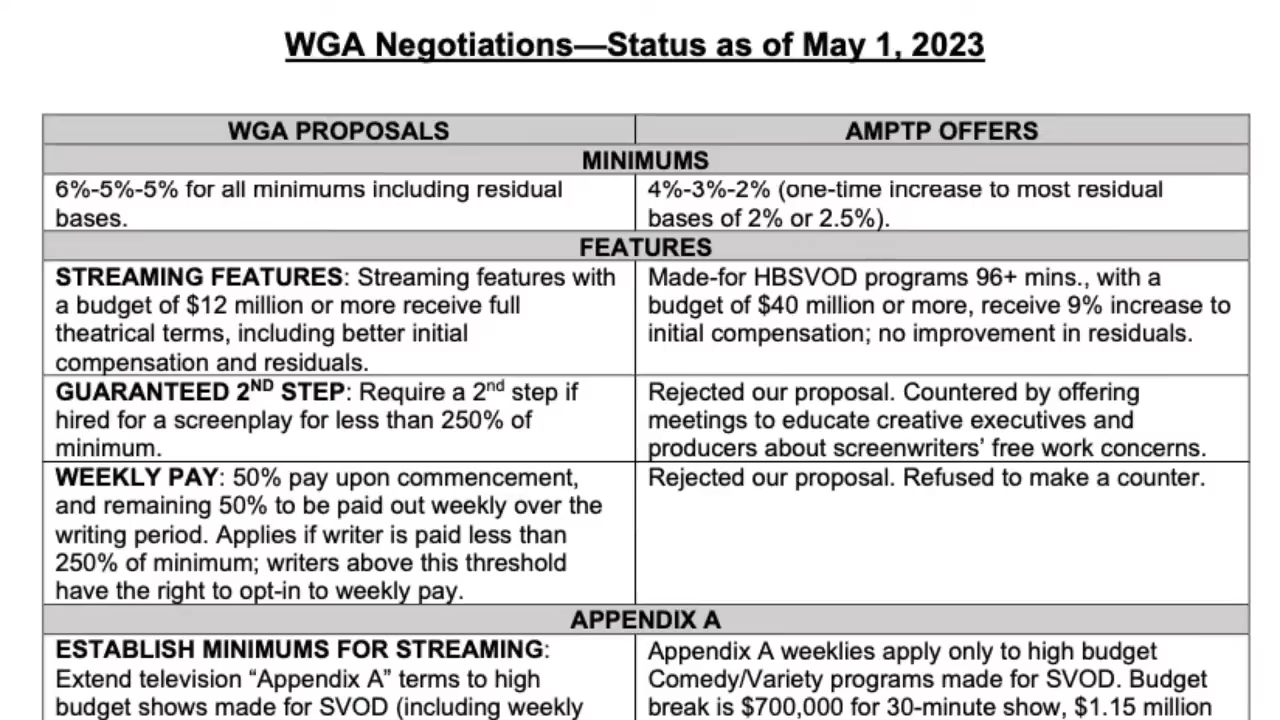 WGA Negotiations—Status as of May 1, 2023
WGA PROPOSALS
AMPTP OFFERS
MINIMUMS
6%-5%-5% for all minimums including residual
bases.
4%-3%-2% (one-time increase to most residual
bases of 2% or 2.5%).
FEATURES
STREAMING FEATURES: Streaming features with
a budget of $12 million or more receive full
theatrical terms, including better initial
compensation and residuals.
Made-for HBSVOD programs 96+ mins., with a
budget of $40 million or more, receive 9% increase to
initial compensation; no improvement in residuals.
GUARANTEED 2ND STEP: Require a 2nd step if
hired for a screenplay for less than 250% of
minimum.
Rejected our proposal. Countered by offering
meetings to educate creative executives and
producers about screenwriters’ free work concerns.
WEEKLY PAY: 50% pay upon commencement,
and remaining 50% to be paid out weekly over the
writing period. Applies if writer is paid less than
250% of minimum; writers above this threshold
have the right to opt-in to weekly pay.
Rejected our proposal. Refused to make a counter.
APPENDIX A
ESTABLISH MINIMUMS FOR STREAMING:
Extend television “Appendix A” terms to high
budget shows made for SVOD (including weekly
Appendix A weeklies apply only to high budget
Comedy/Variety programs made for SVOD. Budget
break is $700,000 for 30-minute show, $1.15 million